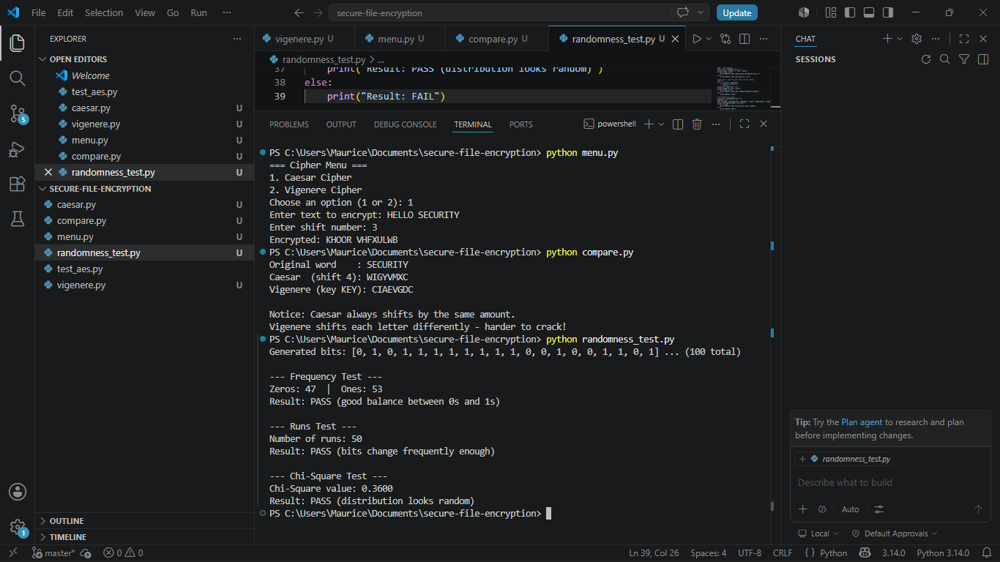 File Edit Selection View Go Run ···
secure-file-encryption
Update
EXPLORER
OPEN EDITORS
Welcome
test_aes.py
caesar.py U
vigenere.py U
menu.py U
compare.py U
randomness_test.py U
SECURE-FILE-ENCRYPTION
caesar.py U
compare.py U
menu.py U
randomness_test.py U
test_aes.py
vigenere.py U
OUTLINE
TIMELINE
vigenere.py U menu.py U compare.py U randomness_test.py U
randomness_test.py > ...
37 print("Result: PASS (distribution looks random)")
38 else:
39 print("Result: FAIL")
PROBLEMS OUTPUT DEBUG CONSOLE TERMINAL PORTS
powershell
PS C:\Users\Maurice\Documents\secure-file-encryption> python menu.py
=== Cipher Menu ===
1. Caesar Cipher
2. Vigenere Cipher
Choose an option (1 or 2): 1
Enter text to encrypt: HELLO SECURITY
Enter shift number: 3
Encrypted: KHOOR VHFXULWB
PS C:\Users\Maurice\Documents\secure-file-encryption> python compare.py
Original word    : SECURITY
Caesar  (shift 4): WIGYVMXC
Vigenere (key KEY): CIAEVGDC
Notice: Caesar always shifts by the same amount.
Vigenere shifts each letter differently - harder to crack!
PS C:\Users\Maurice\Documents\secure-file-encryption> python randomness_test.py
Generated bits: [0, 1, 0, 1, 1, 1, 1, 1, 1, 1, 1, 0, 0, 1, 0, 0, 1, 1, 0, 1] ... (100 total)
--- Frequency Test ---
Zeros: 47  |  Ones: 53
Result: PASS (good balance between 0s and 1s)
--- Runs Test ---
Number of runs: 50
Result: PASS (bits change frequently enough)
--- Chi-Square Test ---
Chi-Square value: 0.3600
Result: PASS (distribution looks random)
PS C:\Users\Maurice\Documents\secure-file-encryption>
CHAT
SESSIONS
Tip: Try the Plan agent to research and plan
before implementing changes.
randomness_test.py
Describe what to build
Auto
Local Default Approvals
5
1
master* 0 0 Ln 39, Col 26 Spaces: 4 UTF-8 CRLF { } Python 3.14.0 Python 3.14.0